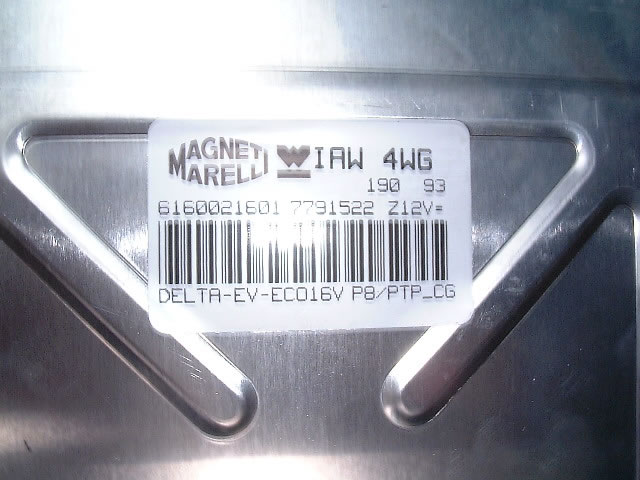 MAGNETI MARELLI W IAW 4WG
190 93
6160021601 7791522 Z12V=
DELTA-EV-ECO16V P8/PTP_CG